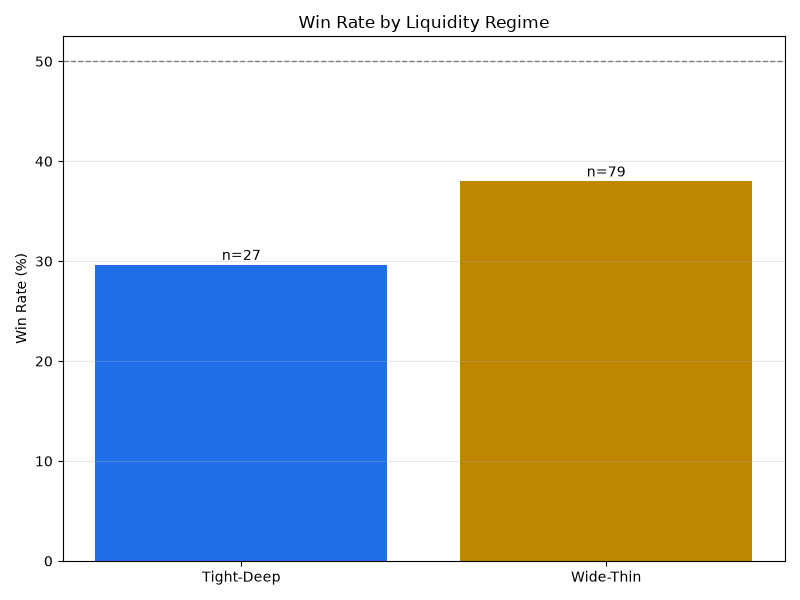 Win Rate by Liquidity Regime
Win Rate (%)
50
40
30
20
10
0
n=27
n=79
Tight-Deep
Wide-Thin